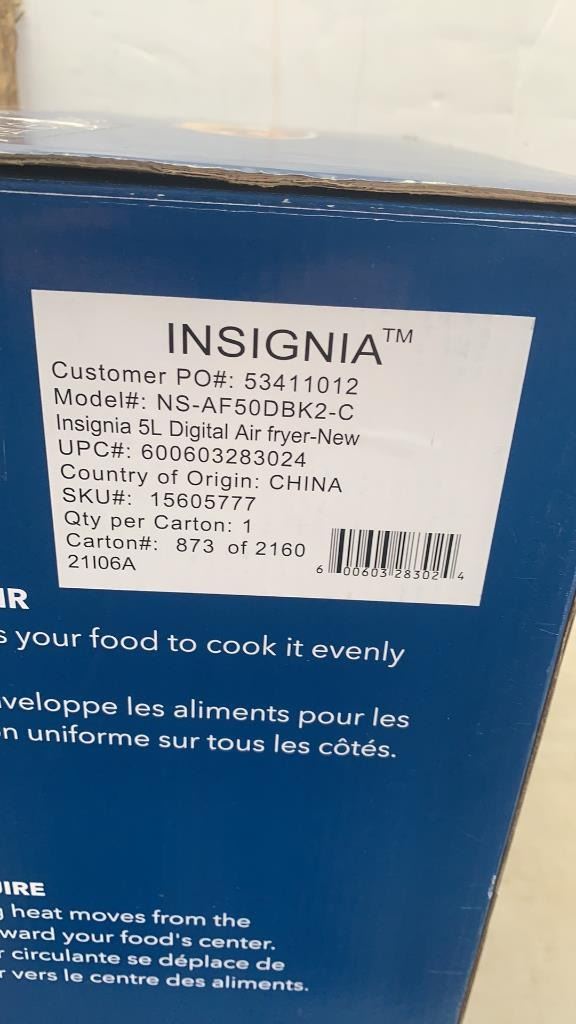 INSIGNIA™
Customer PO#: 53411012
Model#: NS-AF50DBK2-C
Insignia 5L Digital Air fryer-New
UPC#: 600603283024
Country of Origin: CHINA
SKU#: 15605777
Qty per Carton: 1
Carton#: 873 of 2160
21I06A
6 00603 28302 4
IR
s your food to cook it evenly
veloppe les aliments pour les
n uniforme sur tous les côtés.
IRE
g heat moves from the
ward your food's center.
r circulante se déplace de
r vers le centre des aliments.